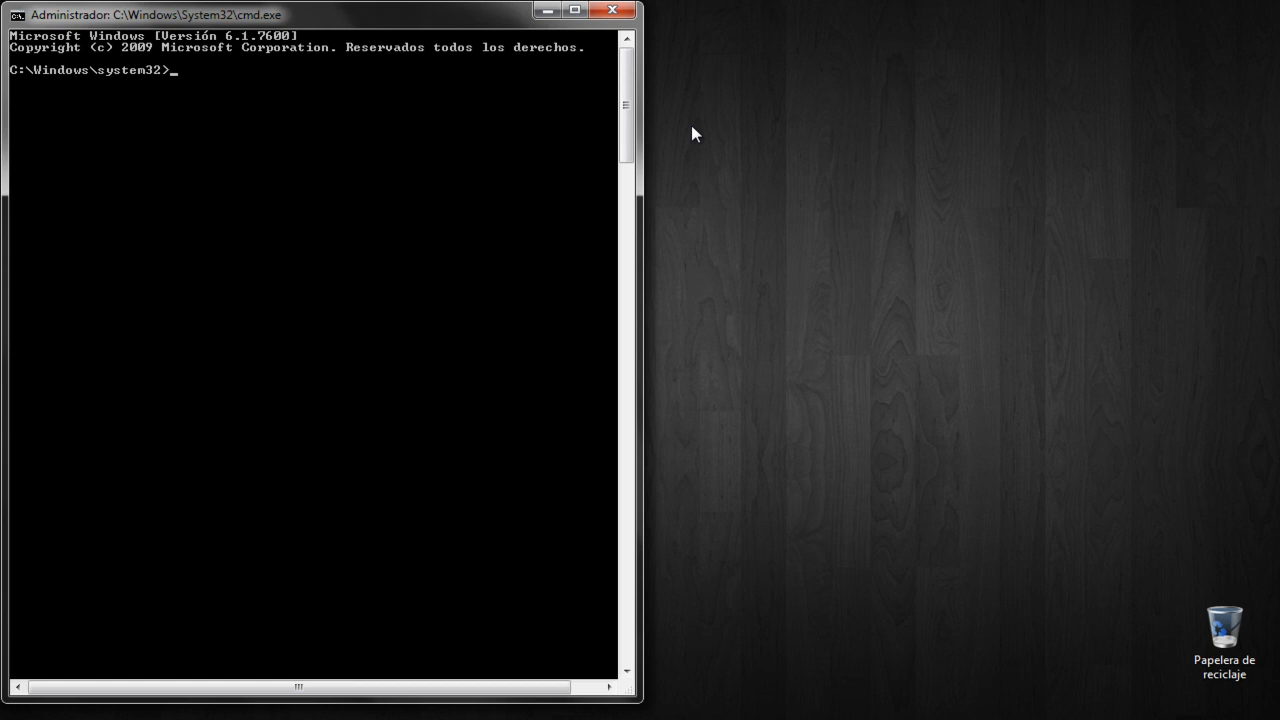 Administrador: C:\Windows\System32\cmd.exe
Microsoft Windows [Versión 6.1.7600]
Copyright (c) 2009 Microsoft Corporation. Reservados todos los derechos.
C:\Windows\system32>_
Papelera de
reciclaje